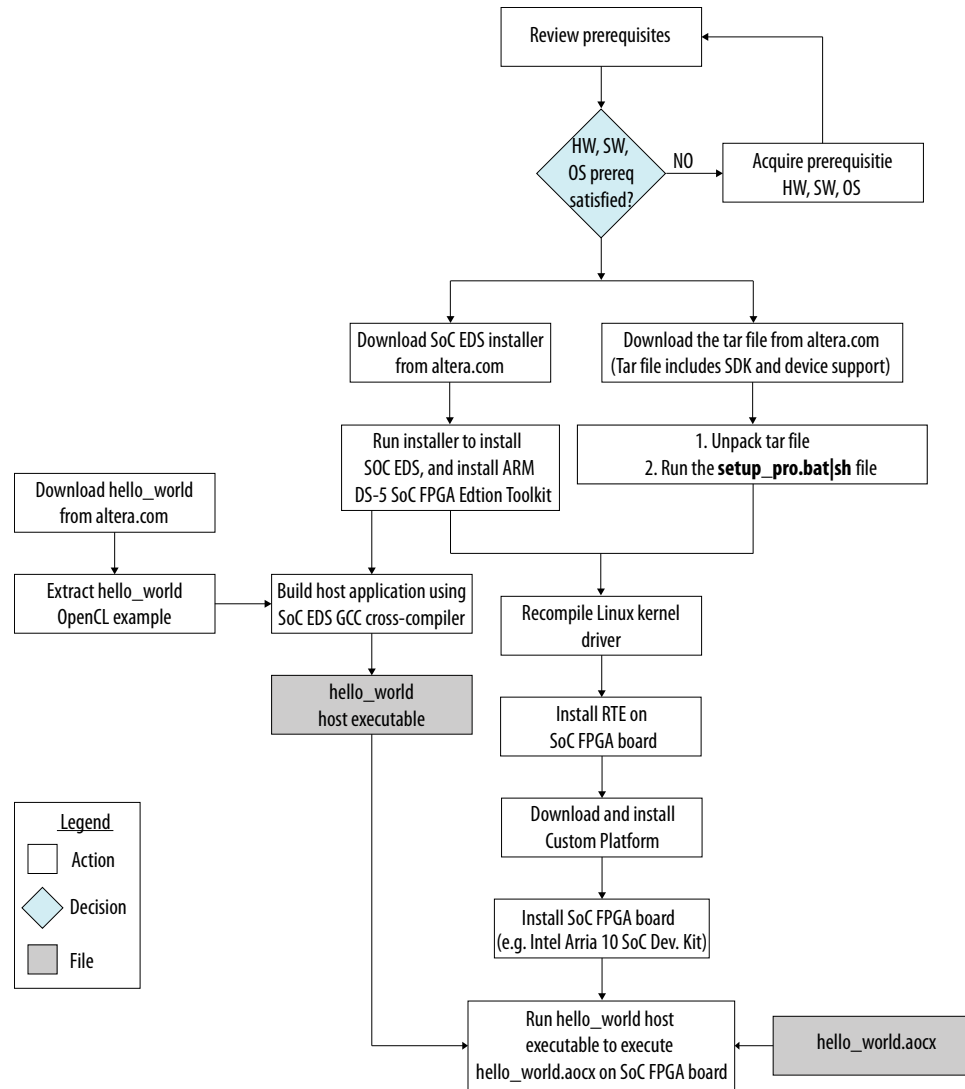 Review prerequisites
HW, SW,
OS prereq
satisfied?
NO
Acquire prerequisitie
HW, SW, OS
Download SoC EDS installer
from altera.com
Download the tar file from altera.com
(Tar file includes SDK and device support)
Run installer to install
SOC EDS, and install ARM
DS-5 SoC FPGA Edtion Toolkit
1. Unpack tar file
2. Run the setup_pro.bat|sh file
Download hello_world
from altera.com
Extract hello_world
OpenCL example
Build host application using
SoC EDS GCC cross-compiler
Recompile Linux kernel
driver
hello_world
host executable
Install RTE on
SoC FPGA board
Download and install
Custom Platform
Legend
Action
Decision
File
Install SoC FPGA board
(e.g. Intel Arria 10 SoC Dev. Kit)
Run hello_world host
executable to execute
hello_world.aocx on SoC FPGA board
hello_world.aocx